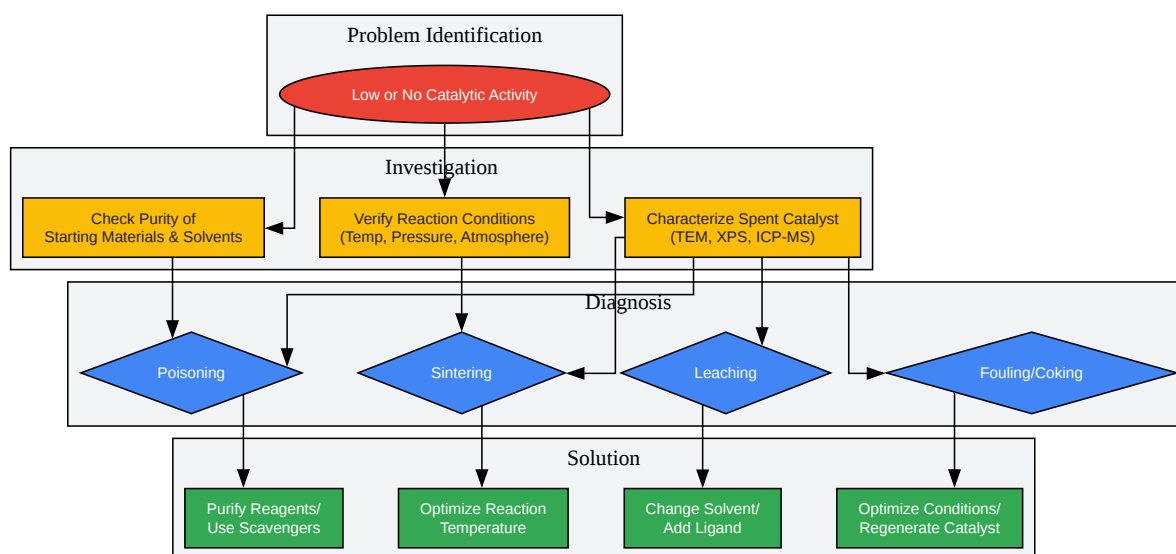 Problem Identification
Low or No Catalytic Activity
Investigation
Check Purity of
Starting Materials & Solvents
Verify Reaction Conditions
(Temp, Pressure, Atmosphere)
Characterize Spent Catalyst
(TEM, XPS, ICP-MS)
Diagnosis
Poisoning
Sintering
Leaching
Fouling/Coking
Solution
Purify Reagents/
Use Scavengers
Optimize Reaction
Temperature
Change Solvent/
Add Ligand
Optimize Conditions/
Regenerate Catalyst